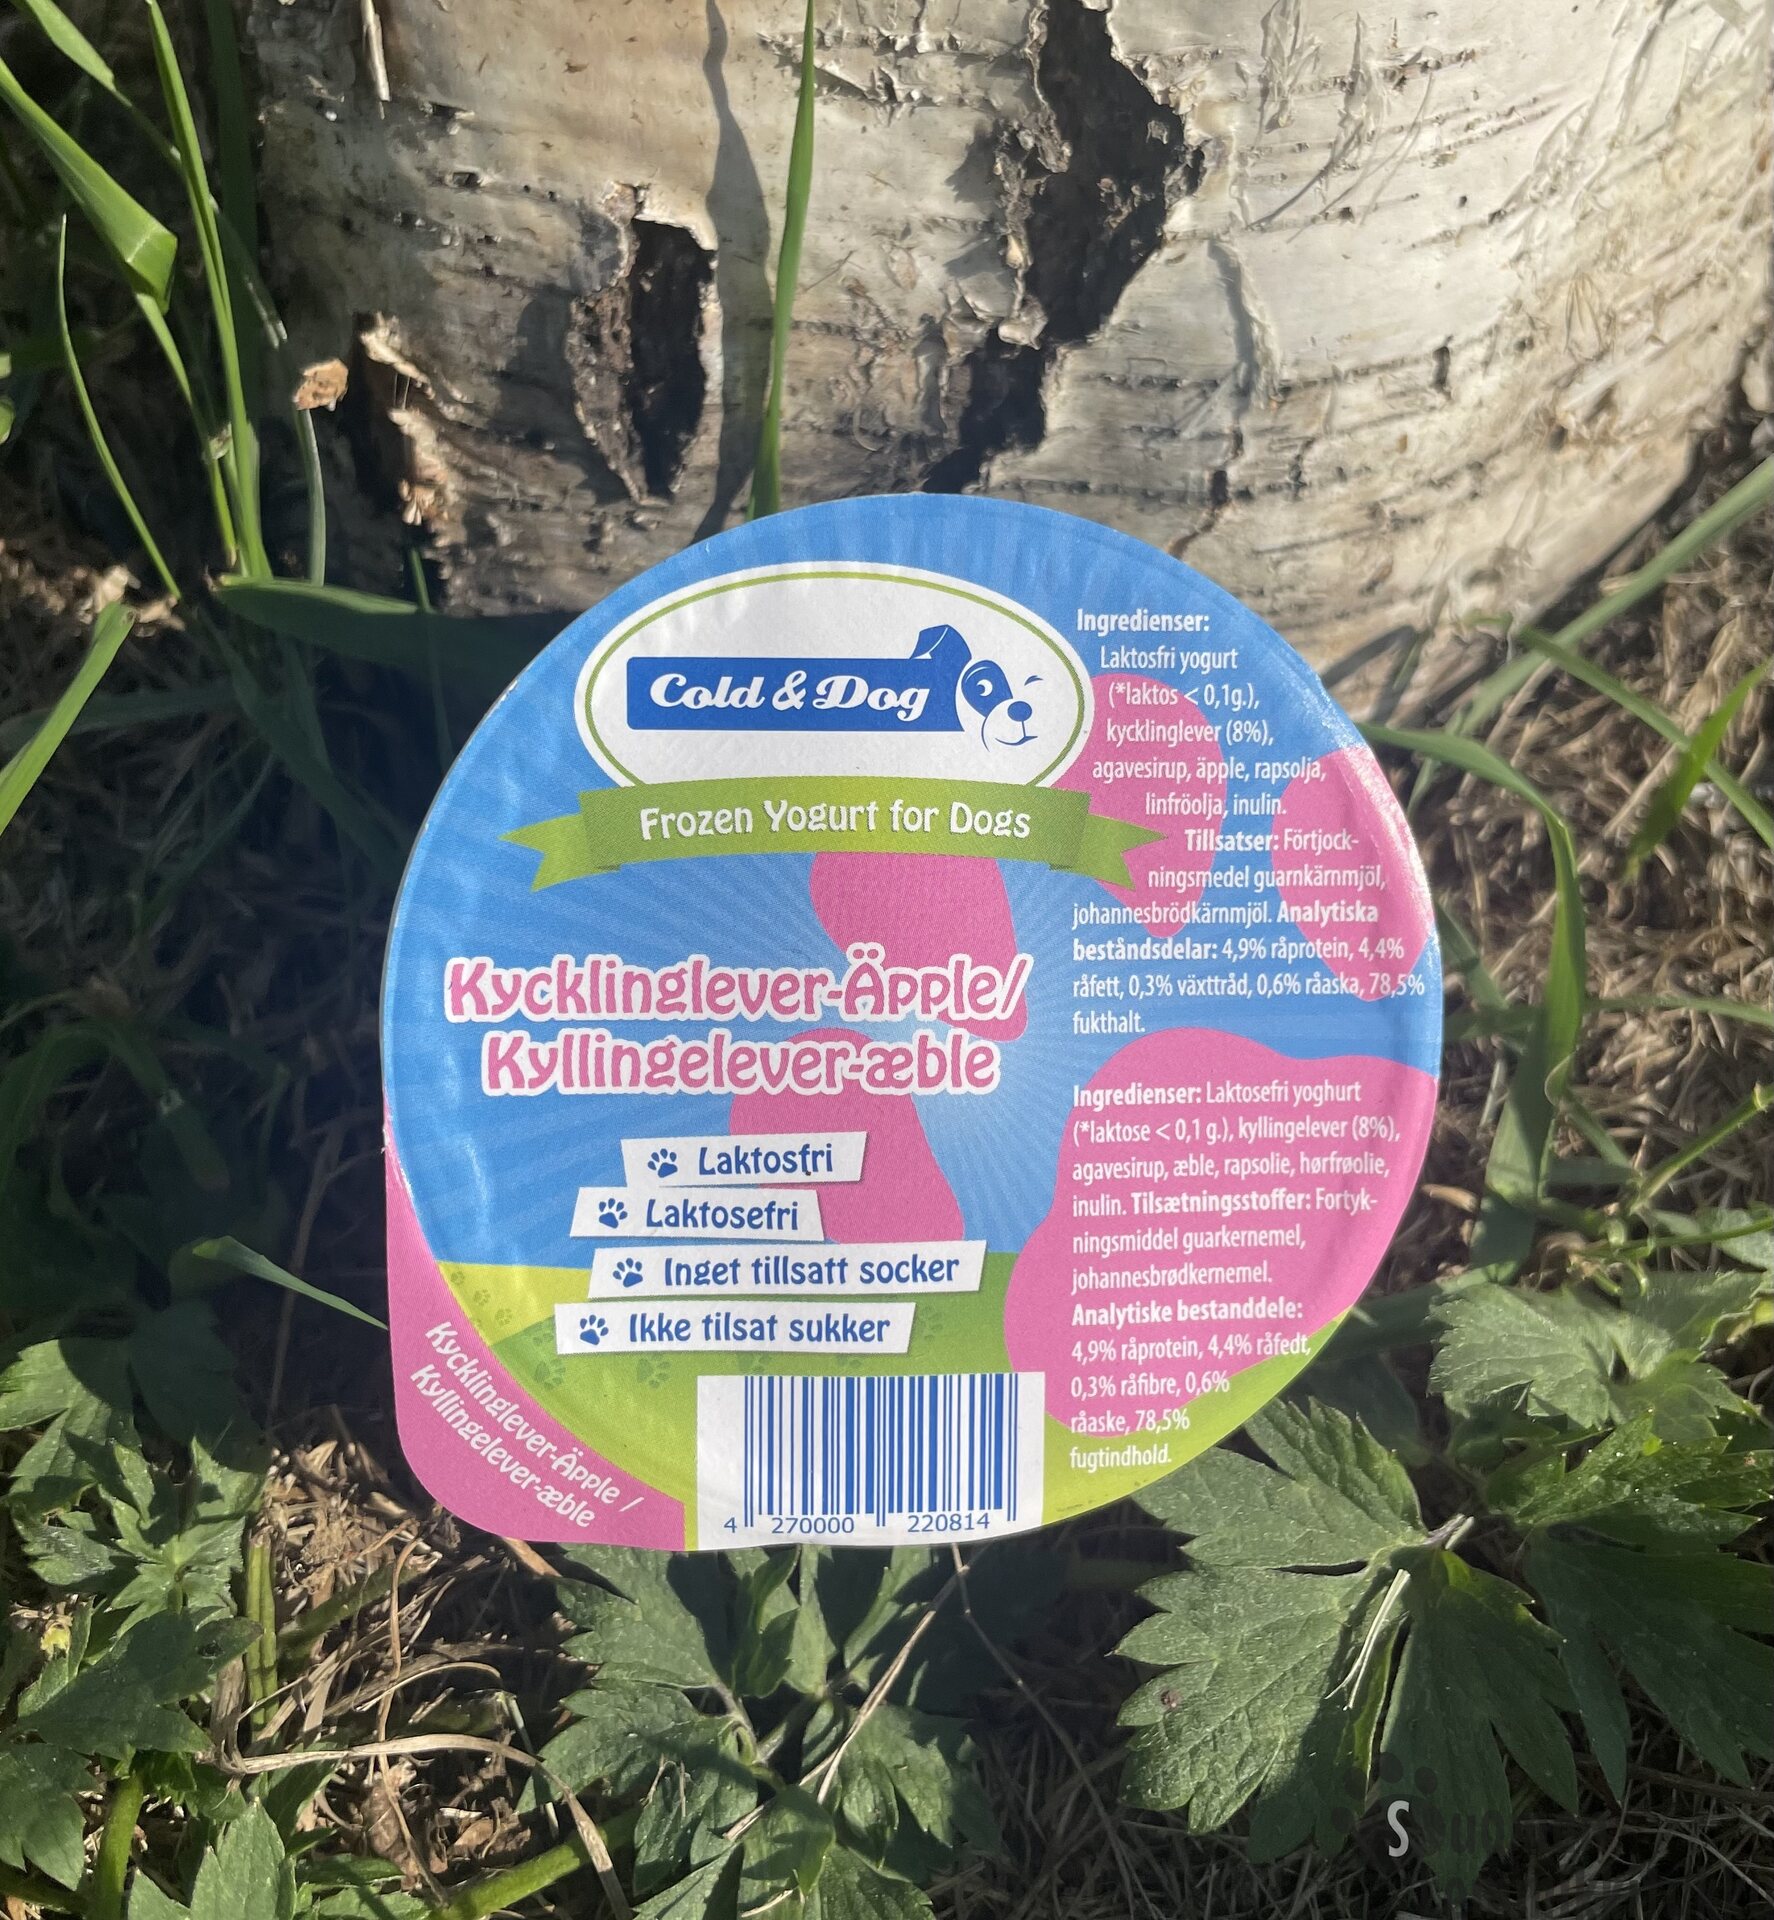 Cold & Dog
Frozen Yogurt for Dogs
Kycklinglever-Äpple/
Kyllingelever-æble
Laktosfri
Laktosefri
Inget tillsatt socker
Ikke tilsat sukker
Kycklinglever-Äpple /
Kyllingelever-æble
4 270000 220814
Ingredienser:
Laktosfri yogurt
(*laktos < 0,1g.),
kycklinglever (8%),
agavesirup, äpple, rapsolja,
linfröolja, inulin.
Tillsatser: Förtjock-
ningsmedel guarnkärnmjöl,
johannesbrödkärnmjöl. Analytiska
beståndsdelar: 4,9% råprotein, 4,4%
råfett, 0,3% växttråd, 0,6% råaska, 78,5%
fukthalt.
Ingredienser: Laktosefri yoghurt
(*laktose < 0,1 g.), kyllingelever (8%),
agavesirup, æble, rapsolie, hørfrøolie,
inulin. Tilsætningsstoffer: Fortyk-
ningsmiddel guarkernemel,
johannesbrødkernemel.
Analytiske bestanddele:
4,9% råprotein, 4,4% råfedt,
0,3% råfibre, 0,6%
råaske, 78,5%
fugtindhold.